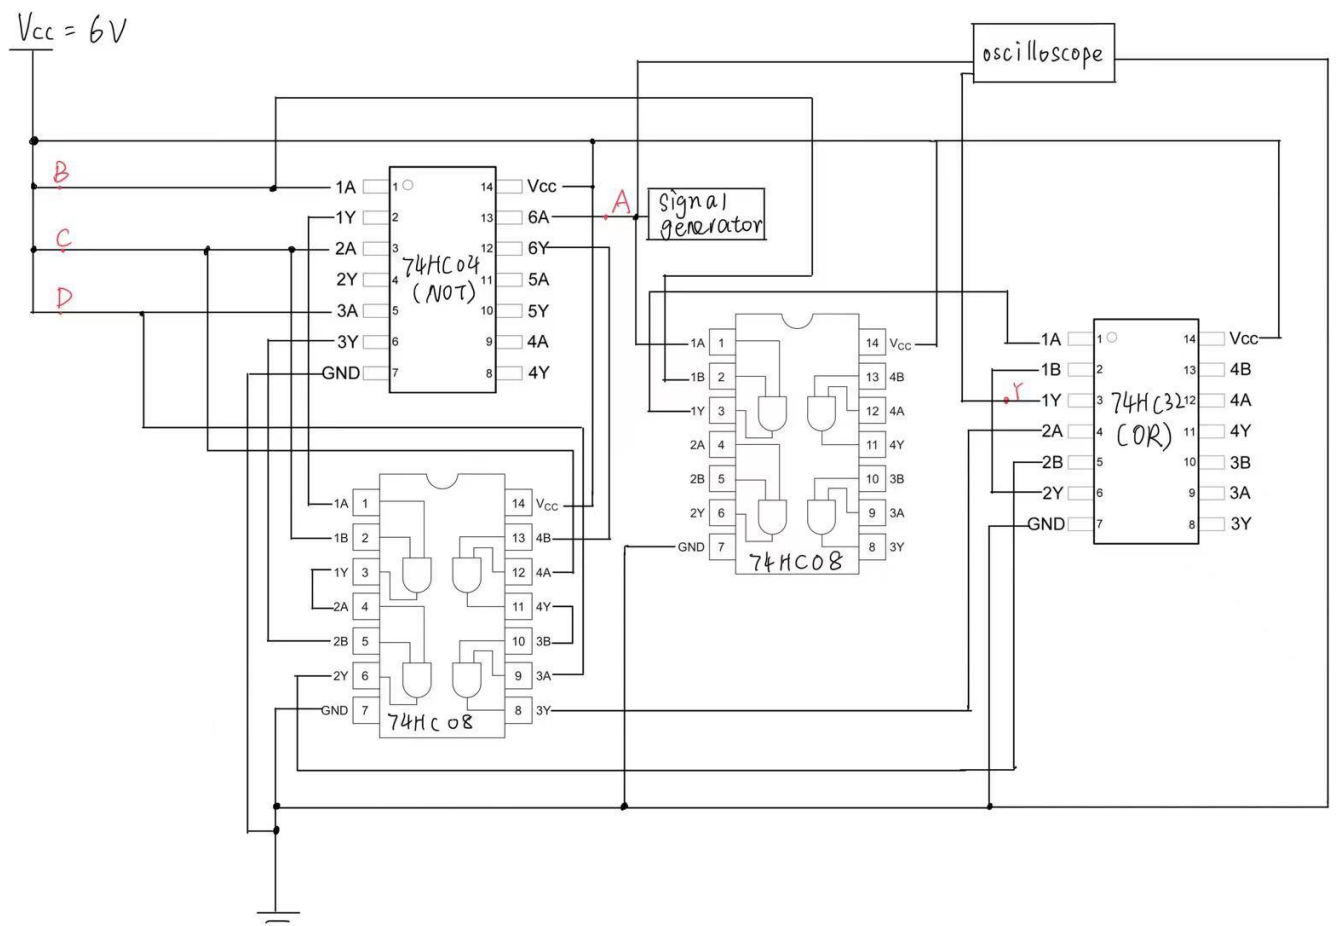 Vcc = 6V
oscilloscope
B
C
D
A
signal
generator
1A 1 14 Vcc
1Y 2 13 6A
2A 3 12 6Y
2Y 4 11 5A
3A 5 10 5Y
3Y 6 9 4A
GND 7 8 4Y
74HC04
(NOT)
1A 1 14 VCC
1B 2 13 4B
1Y 3 12 4A
2A 4 11 4Y
2B 5 10 3B
2Y 6 9 3A
GND 7 8 3Y
74HC08
1A 1 14 Vcc
1B 2 13 4B
1Y 3 12 4A
2A 4 11 4Y
2B 5 10 3B
2Y 6 9 3A
GND 7 8 3Y
Y
74HC32
(OR)
1A 1 14 VCC
1B 2 13 4B
1Y 3 12 4A
2A 4 11 4Y
2B 5 10 3B
2Y 6 9 3A
GND 7 8 3Y
74HC08